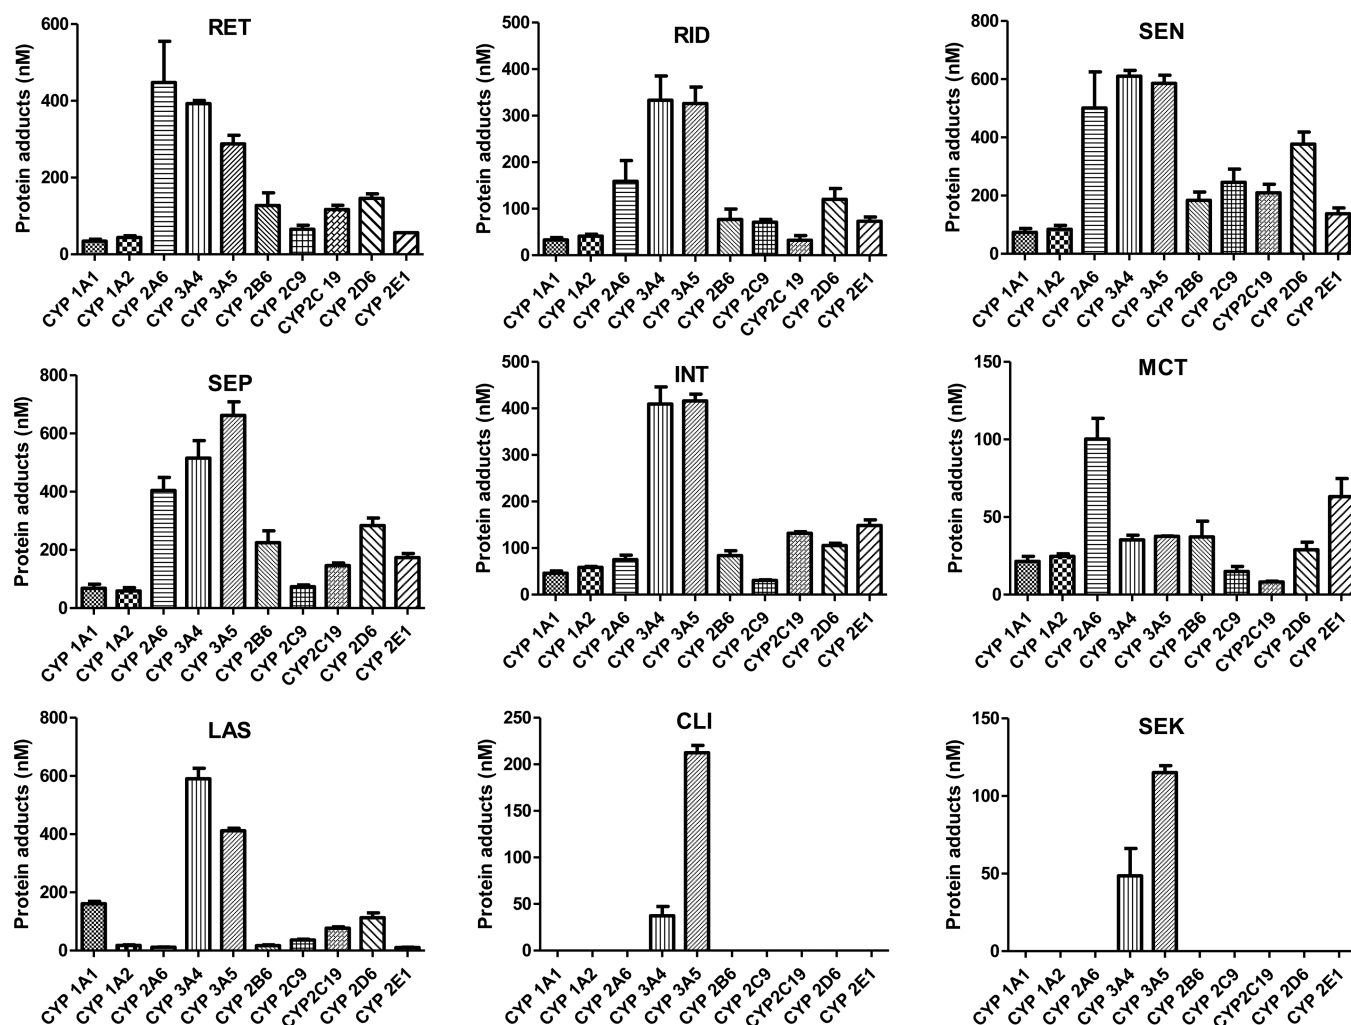 RET
Protein adducts (nM)
600
400
200
0
CYP 1A1
CYP 1A2
CYP 2A6
CYP 3A4
CYP 3A5
CYP 2B6
CYP 2C9
CYP2C 19
CYP 2D6
CYP 2E1
RID
Protein adducts (nM)
500
400
300
200
100
0
CYP 1A1
CYP 1A2
CYP 2A6
CYP 3A4
CYP 3A5
CYP 2B6
CYP 2C9
CYP2C 19
CYP 2D6
CYP 2E1
SEN
Protein adducts (nM)
800
600
400
200
0
CYP 1A1
CYP 1A2
CYP 2A6
CYP 3A4
CYP 3A5
CYP 2B6
CYP 2C9
CYP2C19
CYP 2D6
CYP 2E1
SEP
Protein adducts (nM)
800
600
400
200
0
CYP 1A1
CYP 1A2
CYP 2A6
CYP 3A4
CYP 3A5
CYP 2B6
CYP 2C9
CYP2C19
CYP 2D6
CYP 2E1
INT
Protein adducts (nM)
500
400
300
200
100
0
CYP 1A1
CYP 1A2
CYP 2A6
CYP 3A4
CYP 3A5
CYP 2B6
CYP 2C9
CYP2C19
CYP 2D6
CYP 2E1
MCT
Protein adducts (nM)
150
100
50
0
CYP 1A1
CYP 1A2
CYP 2A6
CYP 3A4
CYP 3A5
CYP 2B6
CYP 2C9
CYP2C19
CYP 2D6
CYP 2E1
LAS
Protein adducts (nM)
800
600
400
200
0
CYP 1A1
CYP 1A2
CYP 2A6
CYP 3A4
CYP 3A5
CYP 2B6
CYP 2C9
CYP2C19
CYP 2D6
CYP 2E1
CLI
Protein adducts (nM)
250
200
150
100
50
0
CYP 1A1
CYP 1A2
CYP 2A6
CYP 3A4
CYP 3A5
CYP 2B6
CYP 2C9
CYP2C19
CYP 2D6
CYP 2E1
SEK
Protein adducts (nM)
150
100
50
0
CYP 1A1
CYP 1A2
CYP 2A6
CYP 3A4
CYP 3A5
CYP 2B6
CYP 2C9
CYP2C19
CYP 2D6
CYP 2E1